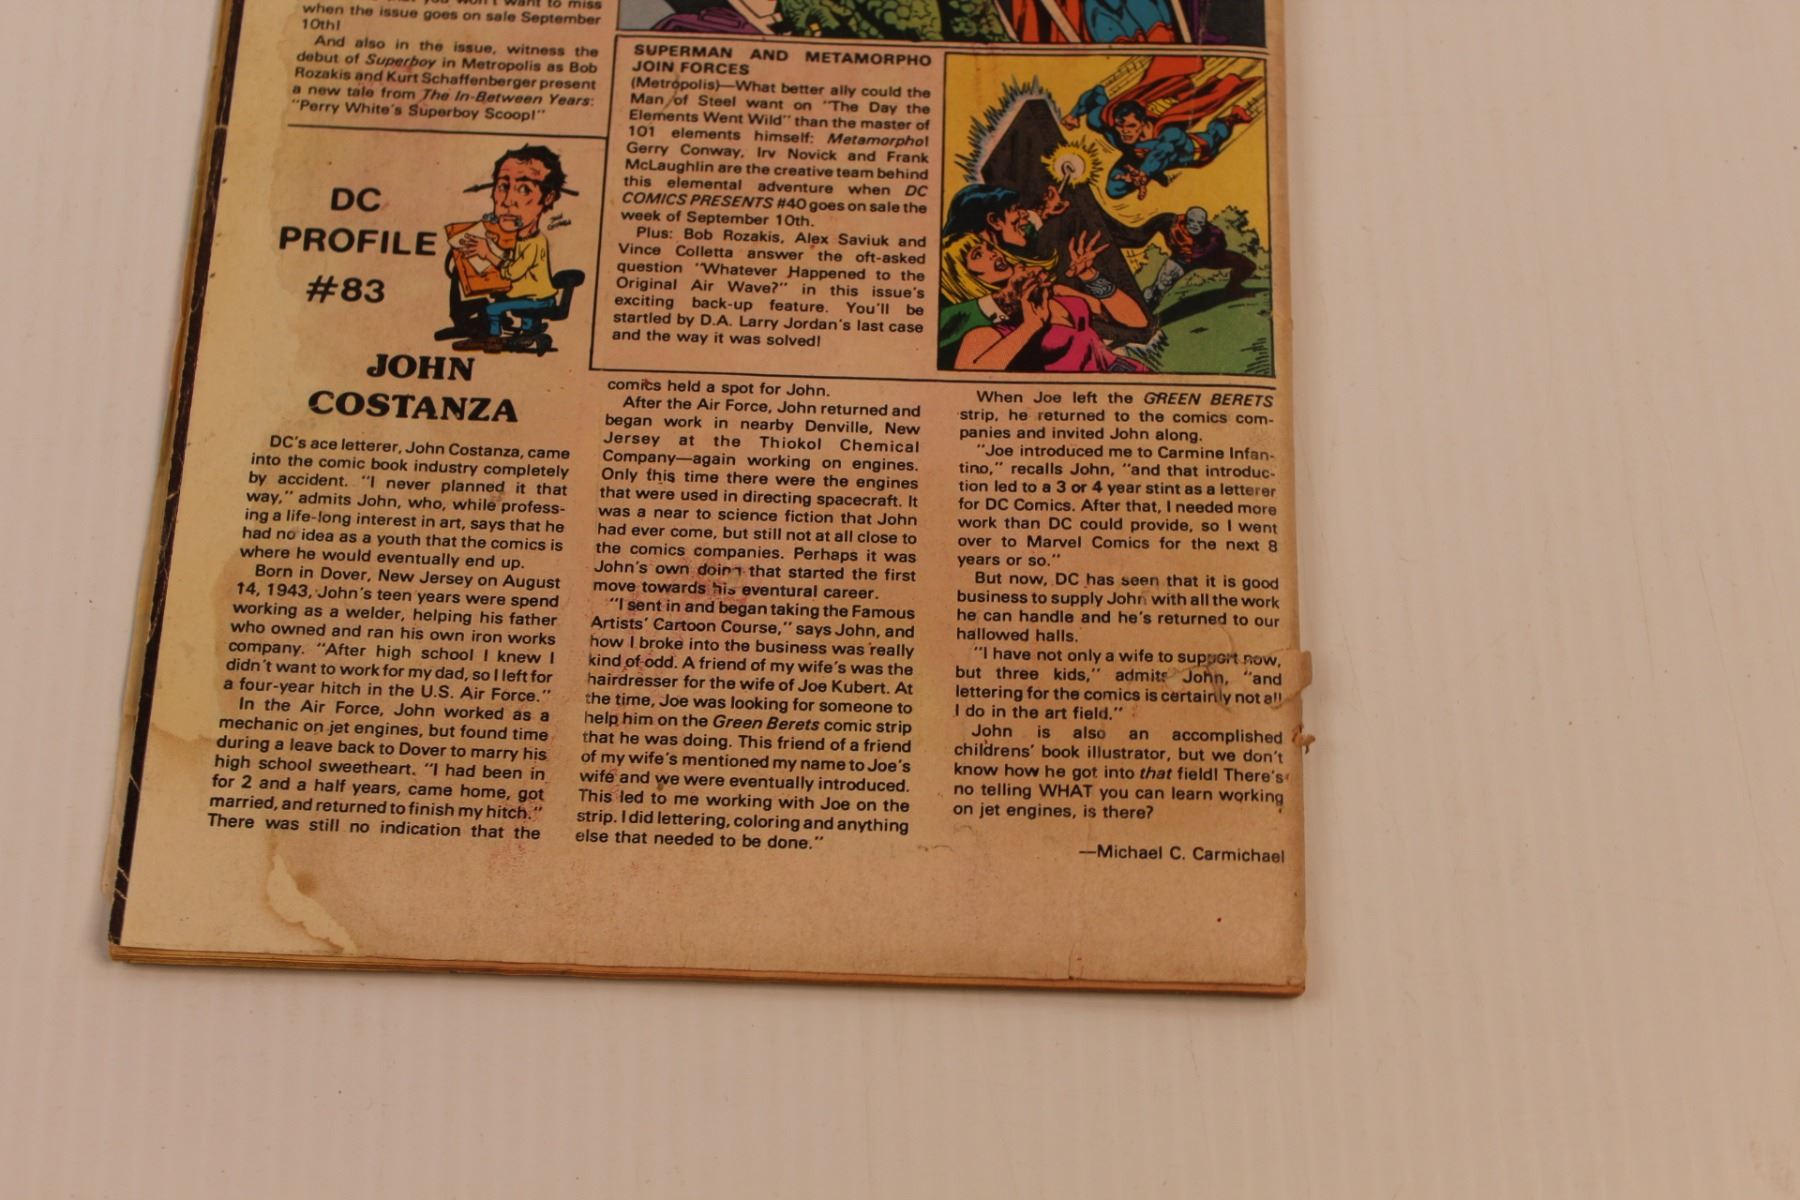 when the issue goes on sale September
10th!
And also in the issue, witness the
debut of Superboy in Metropolis as Bob
Rozakis and Kurt Schaffenberger present
a new tale from The In-Between Years:
"Perry White's Superboy Scoop!"
SUPERMAN AND METAMORPHO
JOIN FORCES
(Metropolis)—What better ally could the
Man of Steel want on "The Day the
Elements Went Wild" than the master of
101 elements himself: Metamorpho!
Gerry Conway, Irv Novick and Frank
McLaughlin are the creative team behind
this elemental adventure when DC
COMICS PRESENTS #40 goes on sale the
week of September 10th.
Plus: Bob Rozakis, Alex Saviuk and
Vince Colletta answer the oft-asked
question "Whatever Happened to the
Original Air Wave?" in this issue's
exciting back-up feature. You'll be
startled by D.A. Larry Jordan's last case
and the way it was solved!
DC
PROFILE
#83
JOHN
COSTANZA
DC's ace letterer, John Costanza, came
into the comic book industry completely
by accident. "I never planned it that
way," admits John, who, while profess-
ing a life-long interest in art, says that he
had no idea as a youth that the comics is
where he would eventually end up.
Born in Dover, New Jersey on August
14, 1943, John's teen years were spend
working as a welder, helping his father
who owned and ran his own iron works
company. "After high school I knew I
didn't want to work for my dad, so I left for
a four-year hitch in the U.S. Air Force."
In the Air Force, John worked as a
mechanic on jet engines, but found time
during a leave back to Dover to marry his
high school sweetheart. "I had been in
for 2 and a half years, came home, got
married, and returned to finish my hitch."
There was still no indication that the
comics held a spot for John.
After the Air Force, John returned and
began work in nearby Denville, New
Jersey at the Thiokol Chemical
Company—again working on engines.
Only this time there were the engines
that were used in directing spacecraft. It
was a near to science fiction that John
had ever come, but still not at all close to
the comics companies. Perhaps it was
John's own doing that started the first
move towards his eventural career.
"I sent in and began taking the Famous
Artists' Cartoon Course," says John, and
how I broke into the business was really
kind of odd. A friend of my wife's was the
hairdresser for the wife of Joe Kubert. At
the time, Joe was looking for someone to
help him on the Green Berets comic strip
that he was doing. This friend of a friend
of my wife's mentioned my name to Joe's
wife and we were eventually introduced.
This led to me working with Joe on the
strip. I did lettering, coloring and anything
else that needed to be done."
When Joe left the GREEN BERETS
strip, he returned to the comics com-
panies and invited John along.
"Joe introduced me to Carmine Infan-
tino," recalls John, "and that introduc-
tion led to a 3 or 4 year stint as a letterer
for DC Comics. After that, I needed more
work than DC could provide, so I went
over to Marvel Comics for the next 8
years or so."
But now, DC has seen that it is good
business to supply John with all the work
he can handle and he's returned to our
hallowed halls.
"I have not only a wife to support now,
but three kids," admits John, "and
lettering for the comics is certainly not all
I do in the art field."
John is also an accomplished
childrens' book illustrator, but we don't
know how he got into that field! There's
no telling WHAT you can learn working
on jet engines, is there?
—Michael C. Carmichael